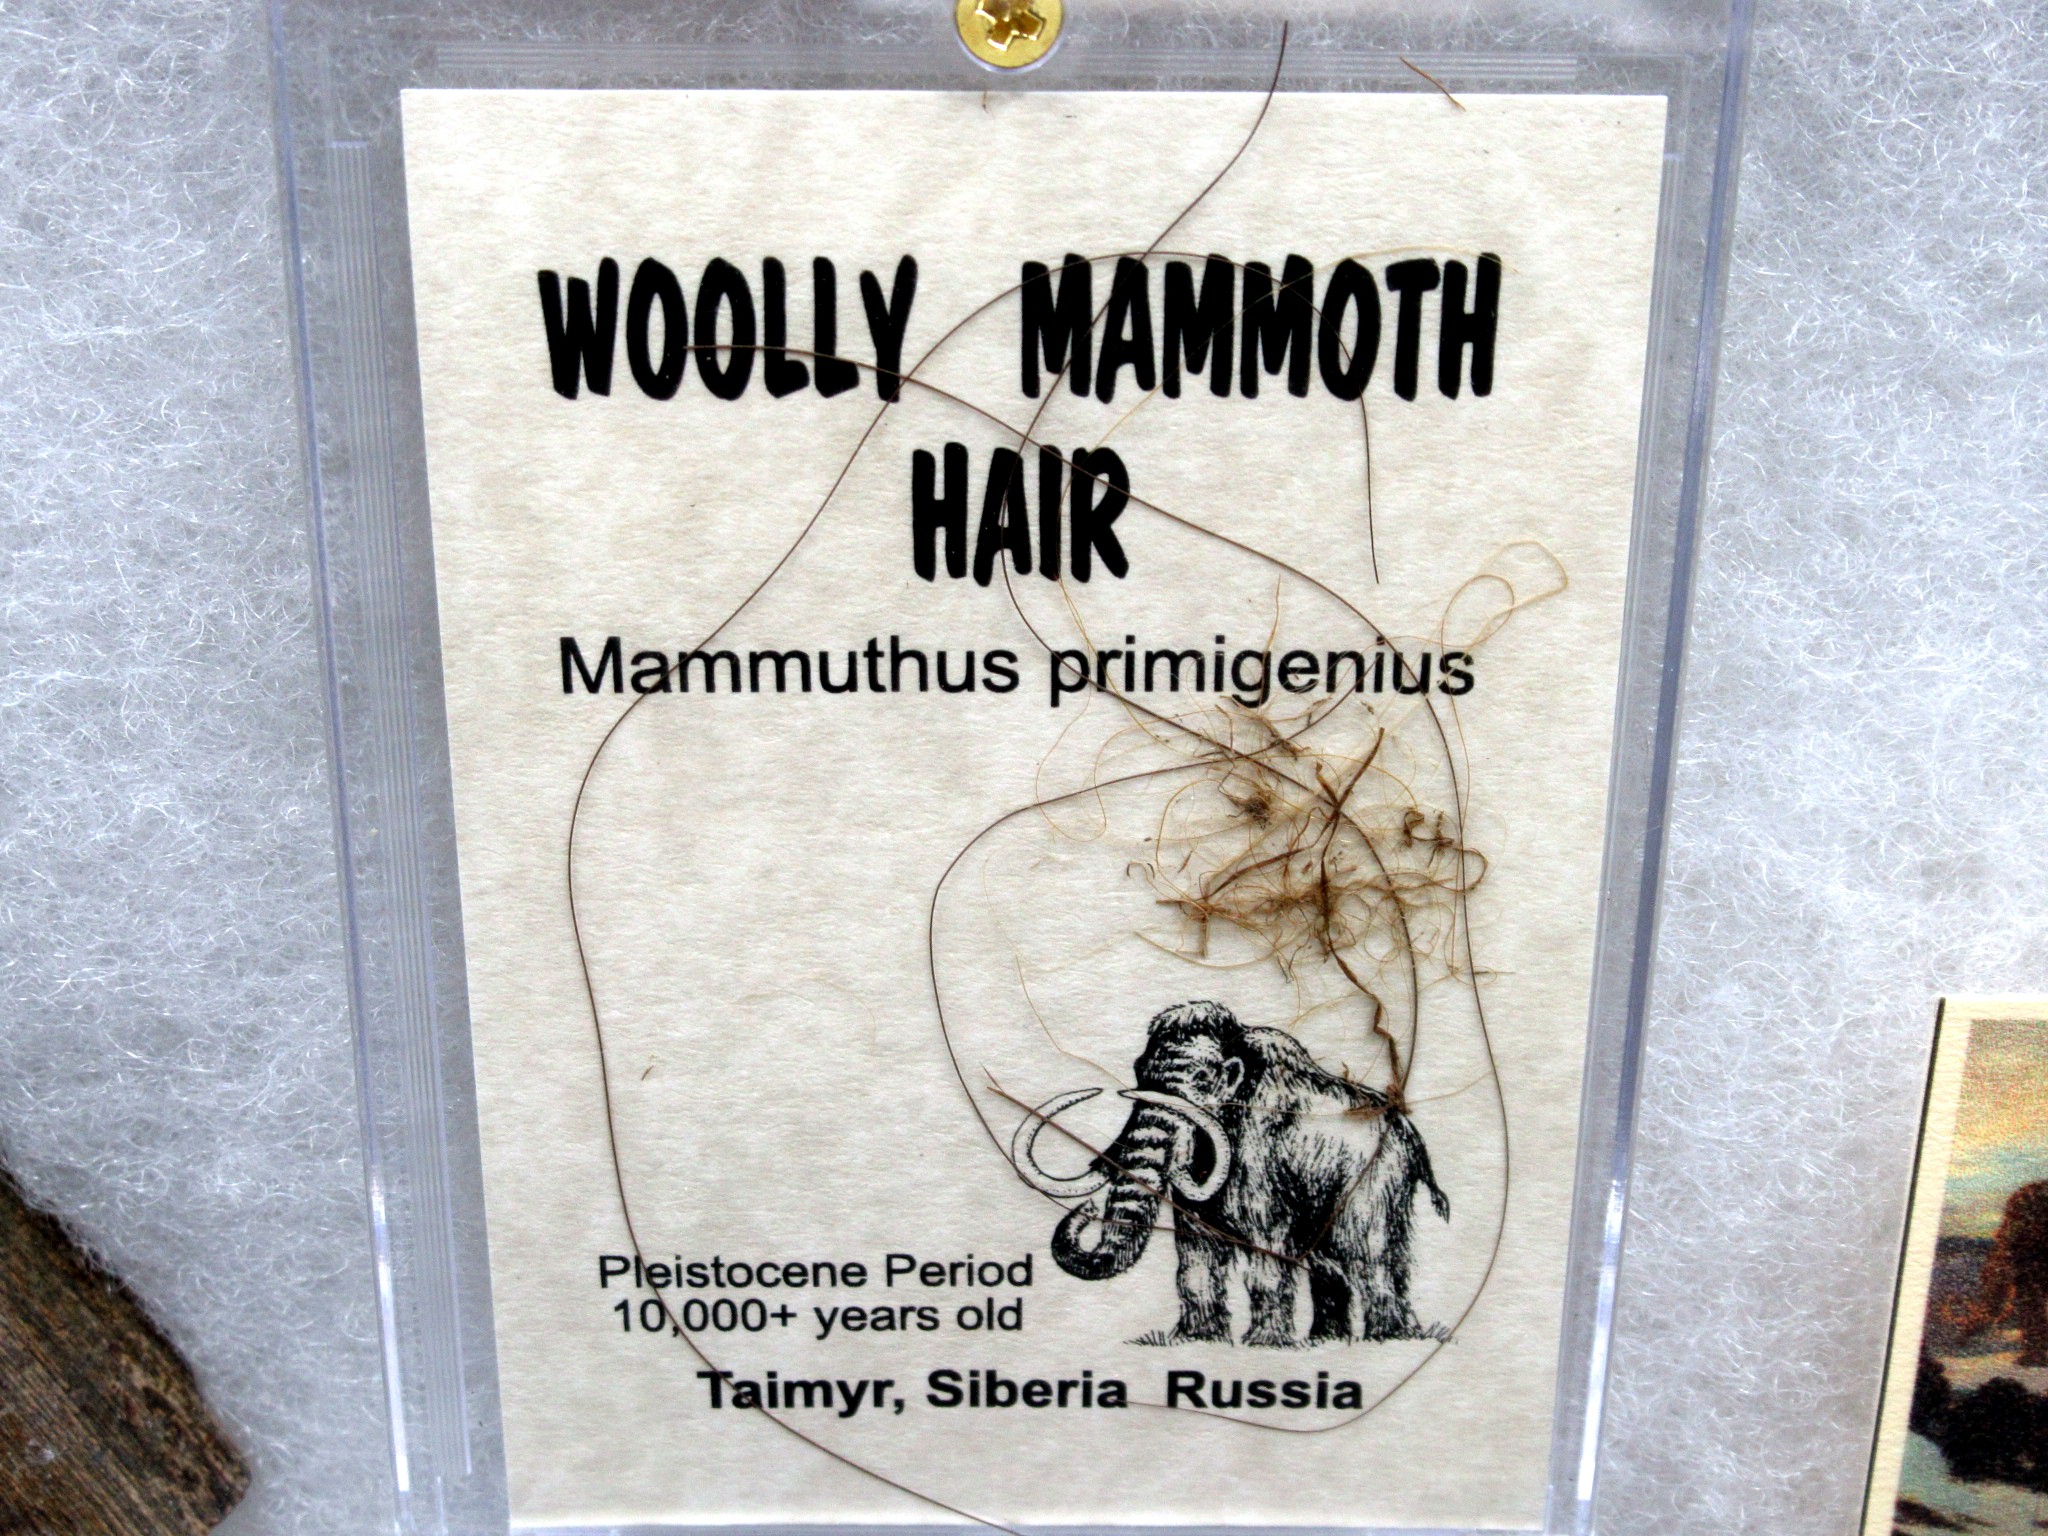 WOOLLY MAMMOTH
HAIR
Mammuthus primigenius
Pleistocene Period
10,000+ years old
Taimyr, Siberia Russia